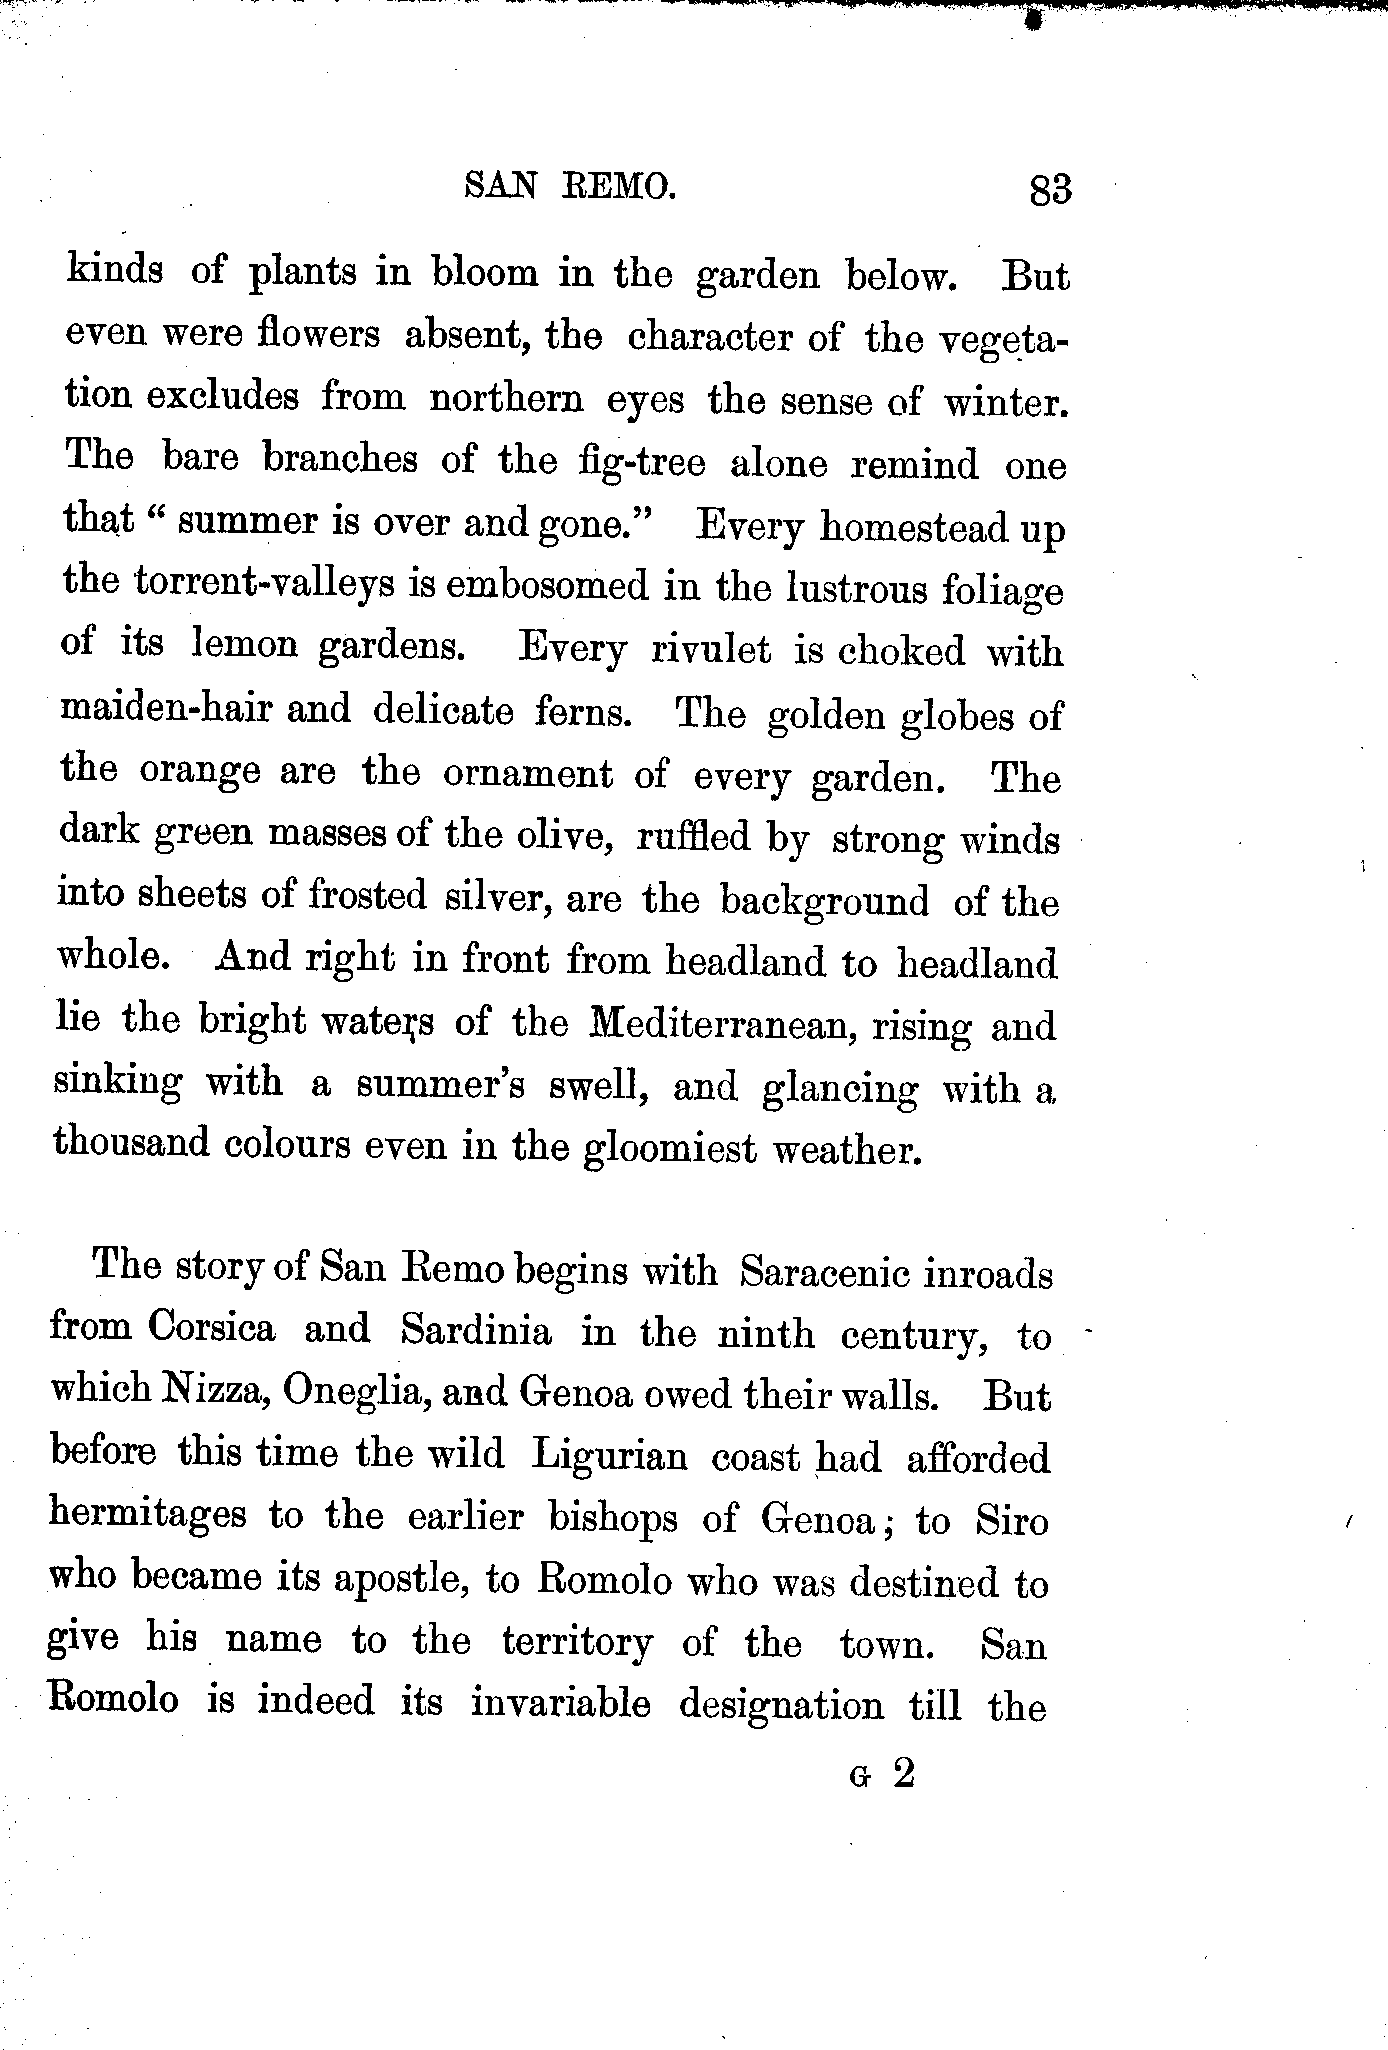 SAN REMO. 83
kinds of plants in bloom in the garden below. But
even were flowers absent, the character of the vegeta-
tion excludes from northern eyes the sense of winter.
The bare branches of the fig-tree alone remind one
that “ summer is over and gone.” Every homestead up
the torrent-valleys is embosomed in the lustrous foliage
of its lemon gardens. Every rivulet is choked with
maiden-hair and delicate ferns. The golden globes of
the orange are the ornament of every garden. The
dark green masses of the olive, ruffled by strong winds
into sheets of frosted silver, are the background of the
whole. And right in front from headland to headland
lie the bright waters of the Mediterranean, rising and
sinking with a summer’s swell, and glancing with a
thousand colours even in the gloomiest weather.
The story of San Remo begins with Saracenic inroads
from Corsica and Sardinia in the ninth century, to
which Nizza, Oneglia, and Genoa owed their walls. But
before this time the wild Ligurian coast had afforded
hermitages to the earlier bishops of Genoa; to Siro
who became its apostle, to Romolo who was destined to
give his name to the territory of the town. San
Romolo is indeed its invariable designation till the
G 2